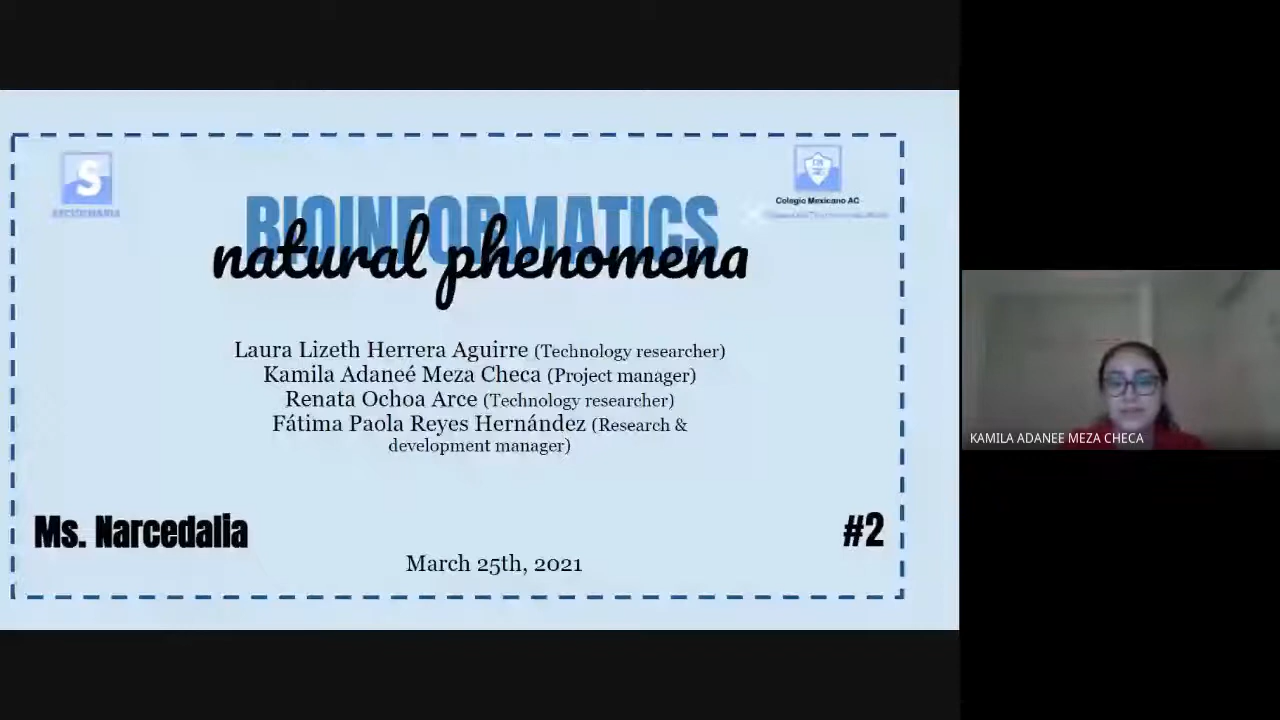 S
SECUNDARIA
Colegio Mexicano AC
BIOINFORMATICS
natural phenomena
Laura Lizeth Herrera Aguirre (Technology researcher)
Kamila Adaneé Meza Checa (Project manager)
Renata Ochoa Arce (Technology researcher)
Fátima Paola Reyes Hernández (Research &
development manager)
Ms. Narcedalia
#2
March 25th, 2021
KAMILA ADANEE MEZA CHECA